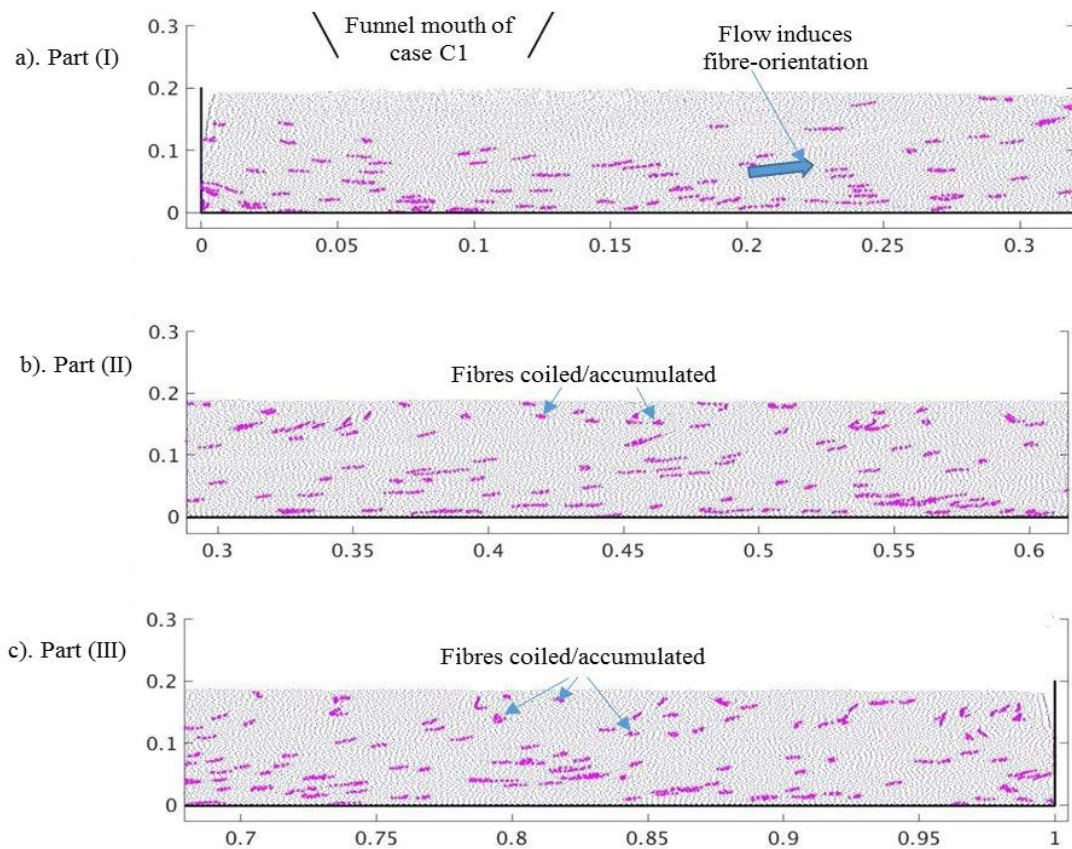 a). Part (I)
Funnel mouth of
case C1
Flow induces
fibre-orientation
0.3
0.2
0.1
0
0 0.05 0.1 0.15 0.2 0.25 0.3
b). Part (II)
Fibres coiled/accumulated
0.3
0.2
0.1
0
0.3 0.35 0.4 0.45 0.5 0.55 0.6
c). Part (III)
Fibres coiled/accumulated
0.3
0.2
0.1
0
0.7 0.75 0.8 0.85 0.9 0.95 1